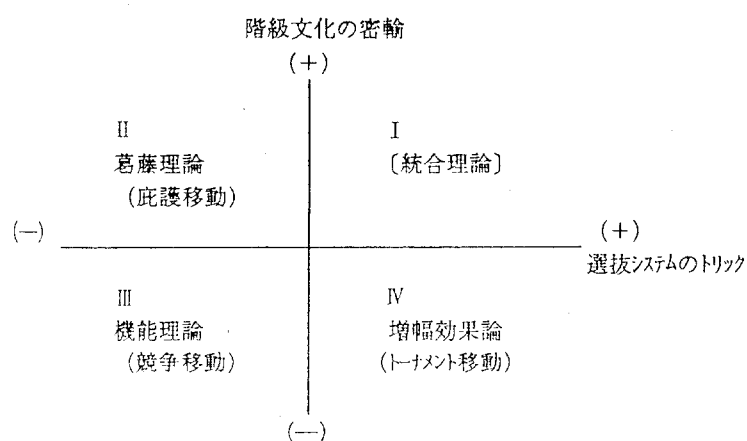 階級文化の密輸
(+)
II
葛藤理論
(庇護移動)
I
〔統合理論〕
(—)
(+)
選抜システムのトリック
III
機能理論
(競争移動)
IV
増幅効果論
(トーナメント移動)
(—)